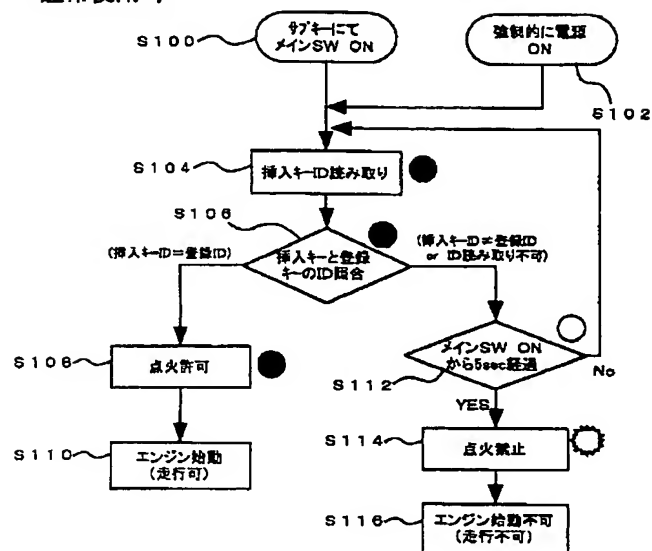 S100
サブキーにて
メインSW ON
強制的に電源
ON
S102
S104
挿入キーID読み取り
S106
(挿入キーID=登録ID)
挿入キーと登録
キーのID照合
(挿入キーID≠登録ID
or ID読み取り不可)
S108
点火許可
メインSW ON
から5sec経過
No
S112
YES
S110
エンジン始動
(走行可)
S114
点火禁止
S116
エンジン始動不可
(走行不可)